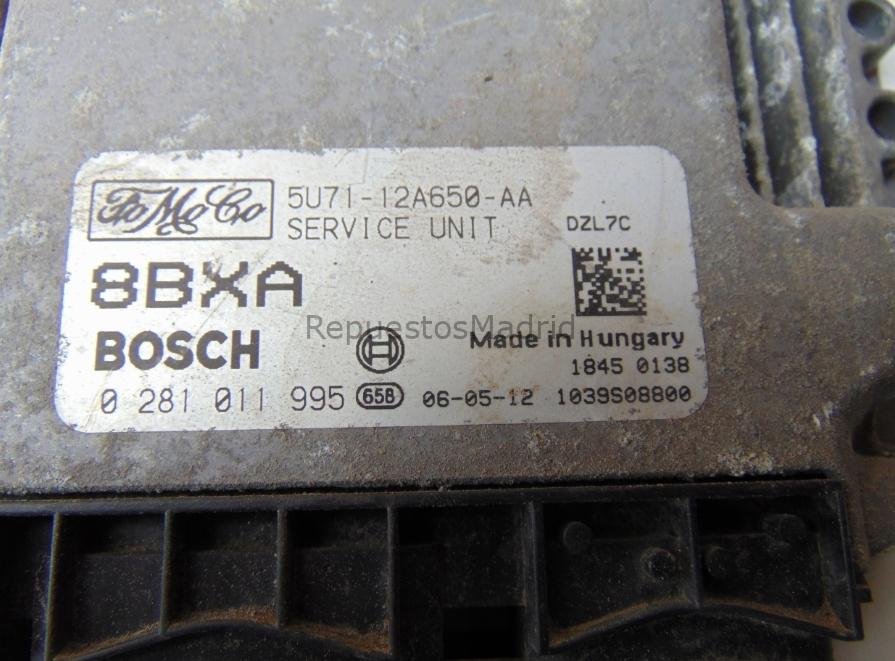 FoMoCo
5U71-12A650-AA
SERVICE UNIT
DZL7C
8BXA
RepuestosMadrid
BOSCH
Made in Hungary
1845 0138
0 281 011 995 65B 06-05-12 1039S08800